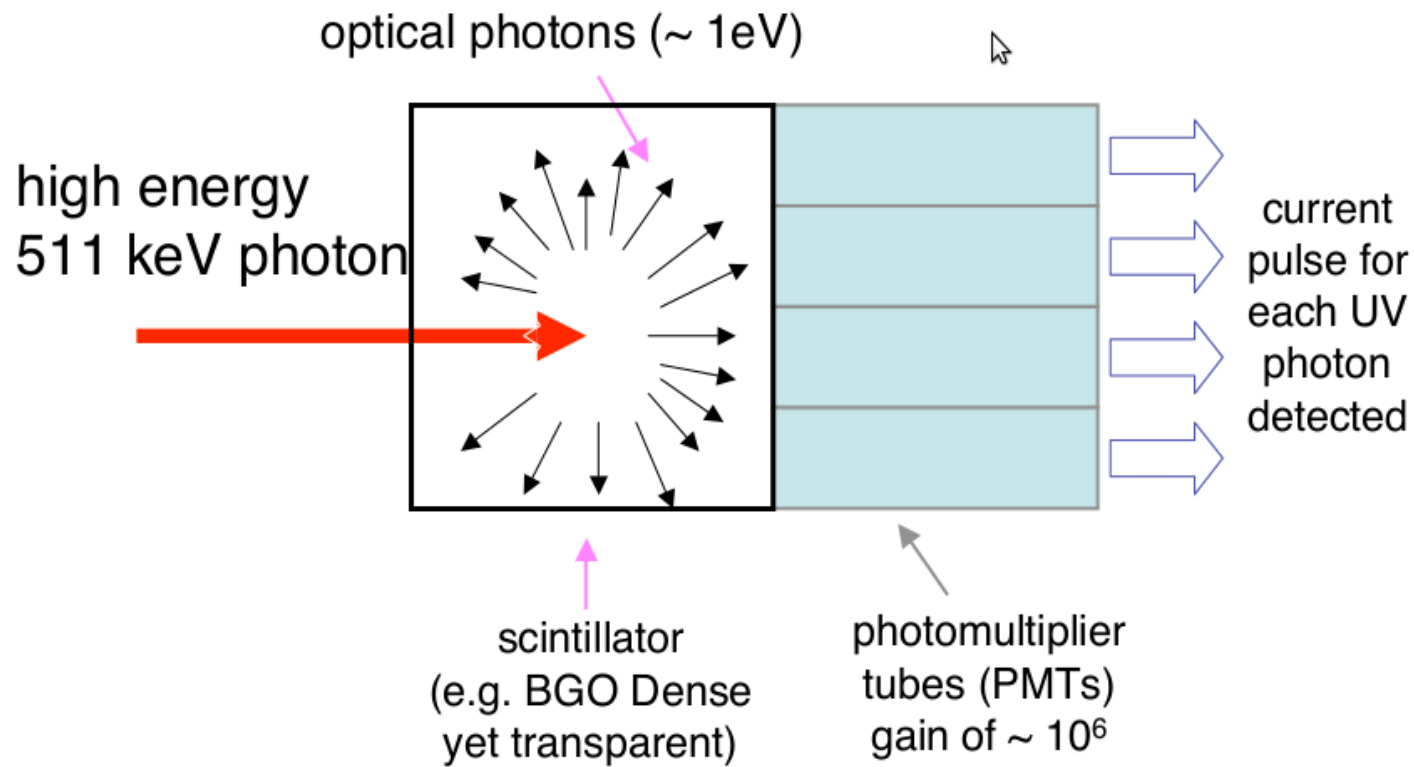 optical photons (~ 1eV)
high energy
511 keV photon
current
pulse for
each UV
photon
detected
scintillator
(e.g. BGO Dense
yet transparent)
photomultiplier
tubes (PMTs)
gain of ~ 10⁶